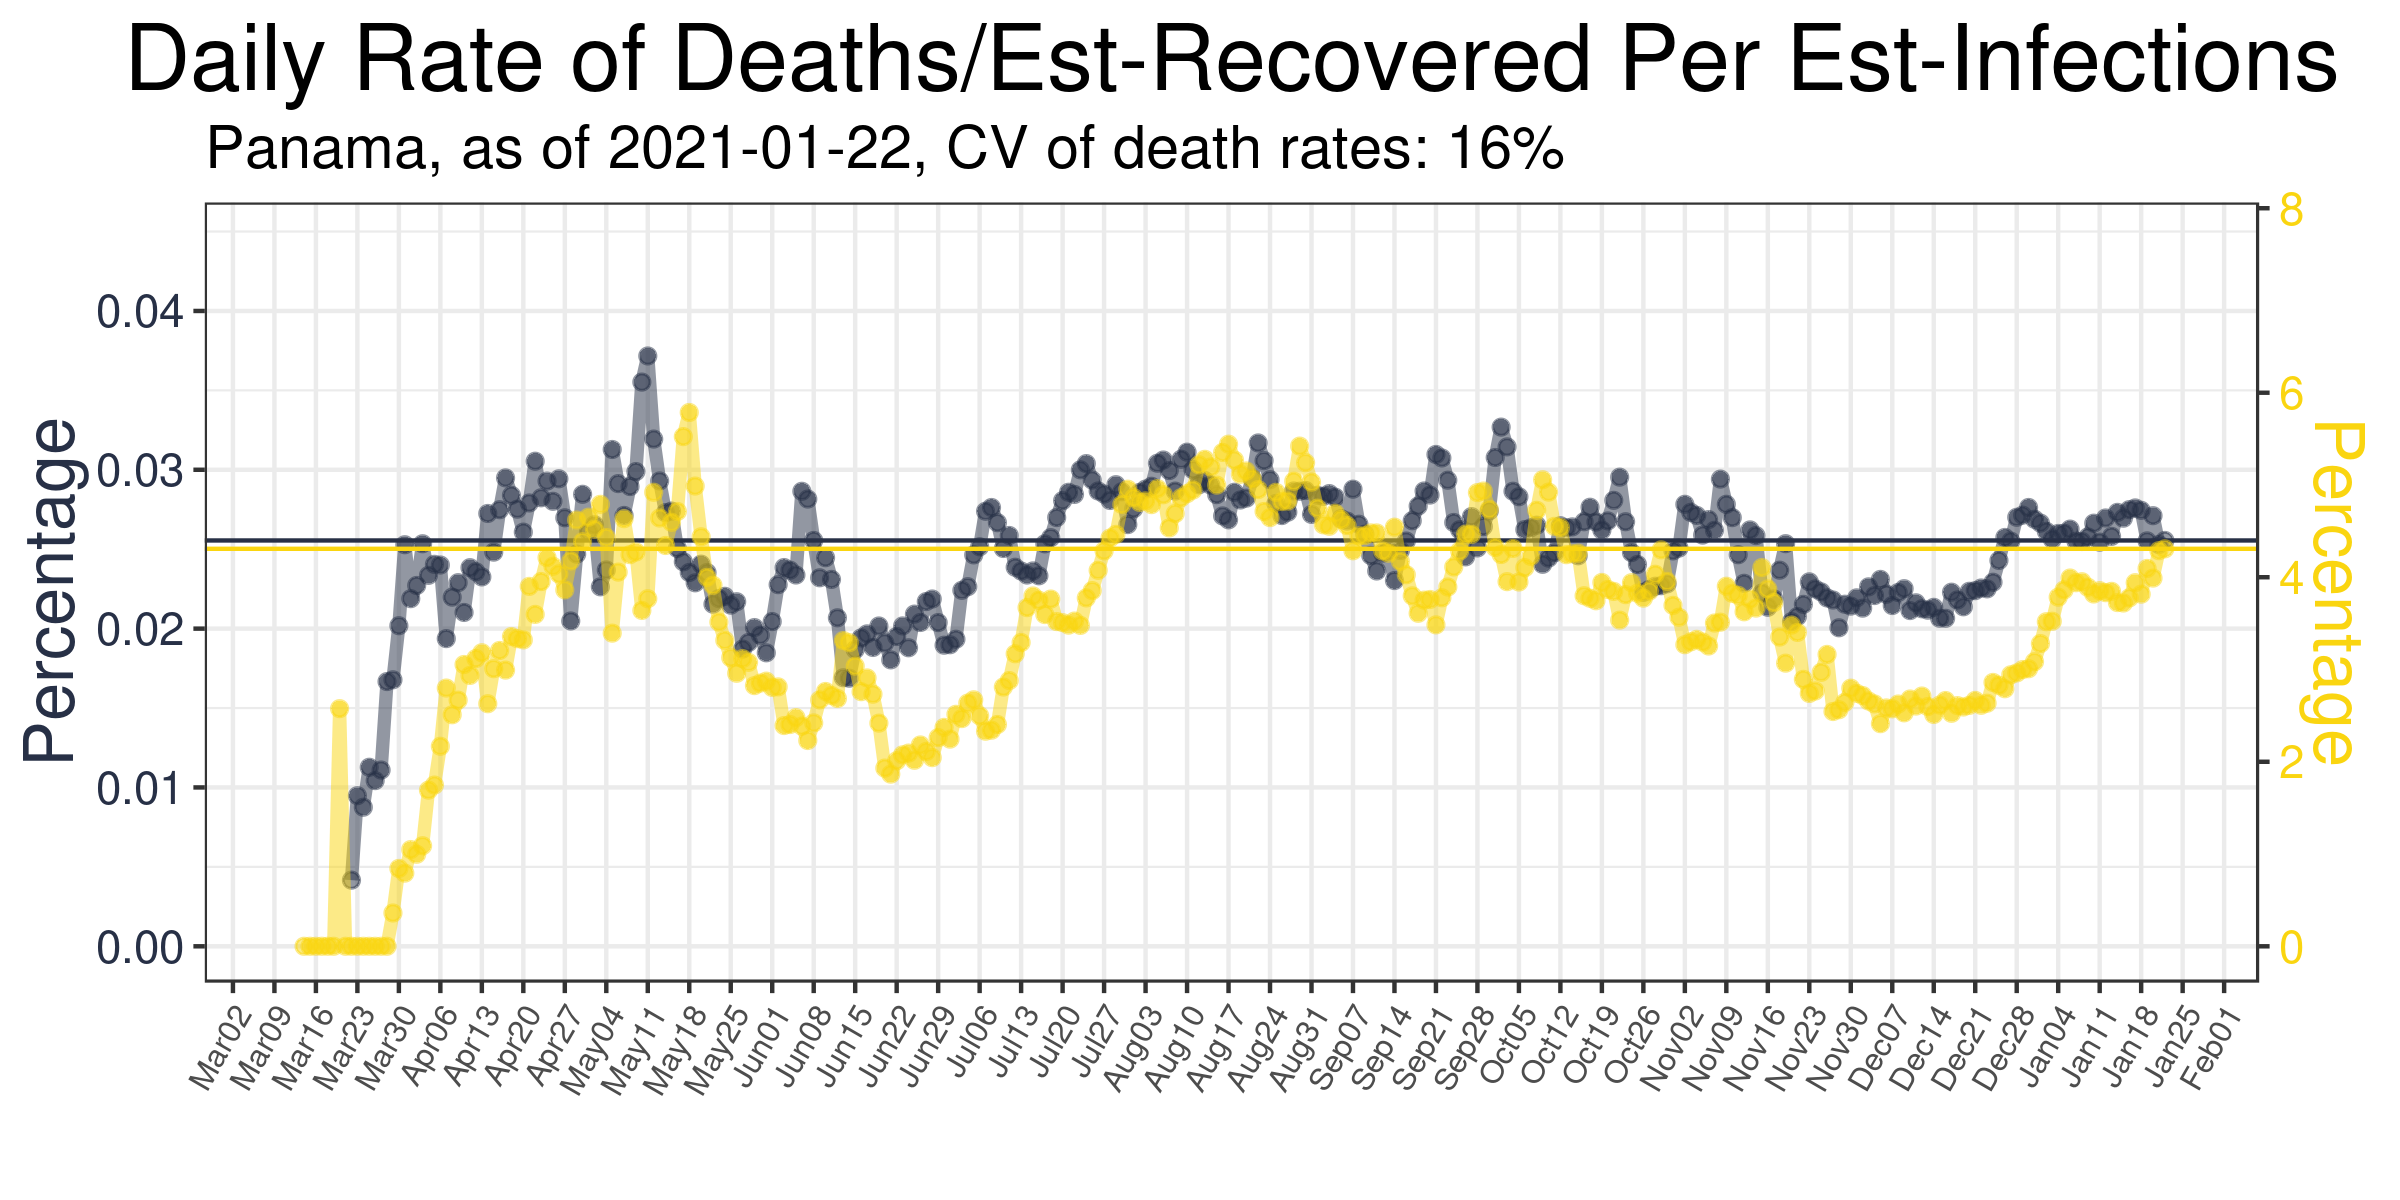 Daily Rate of Deaths/Est-Recovered Per Est-Infections
Panama, as of 2021-01-22, CV of death rates: 16%
Percentage
0.04
0.03
0.02
0.01
0.00
8
6
4
2
0
Percentage
Mar02 Mar09 Mar16 Mar23 Mar30 Apr06 Apr13 Apr20 Apr27 May04 May11 May18 May25 Jun01 Jun08 Jun15 Jun22 Jun29 Jul06 Jul13 Jul20 Jul27 Aug03 Aug10 Aug17 Aug24 Aug31 Sep07 Sep14 Sep21 Sep28 Oct05 Oct12 Oct19 Oct26 Nov02 Nov09 Nov16 Nov23 Nov30 Dec07 Dec14 Dec21 Dec28 Jan04 Jan11 Jan18 Jan25 Feb01